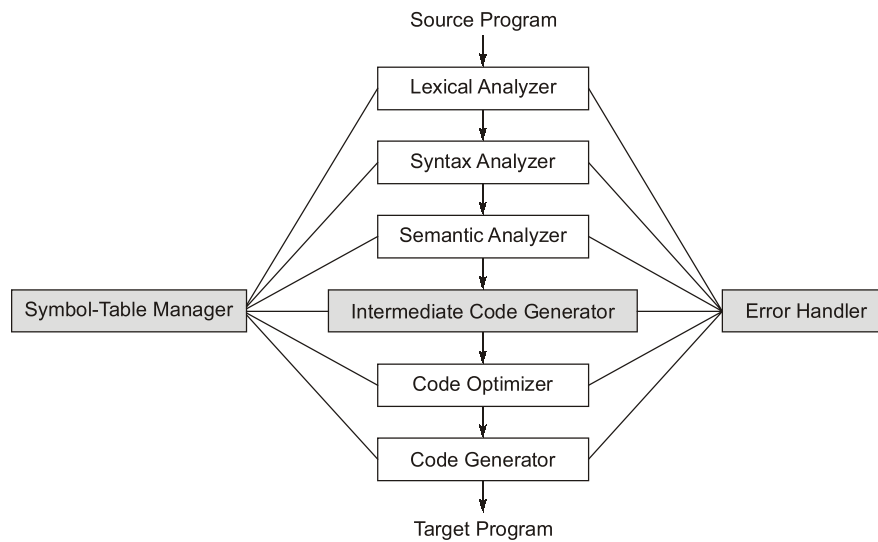 Source Program
Lexical Analyzer
Syntax Analyzer
Semantic Analyzer
Symbol-Table Manager
Intermediate Code Generator
Error Handler
Code Optimizer
Code Generator
Target Program